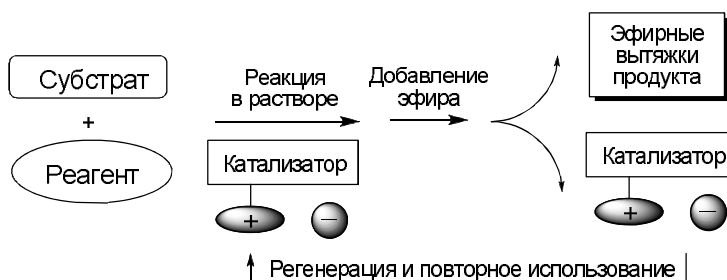 Субстрат
+
Реагент
Реакция
в растворе
Катализатор
+ −
Добавление
эфира
Эфирные
вытяжки
продукта
Катализатор
+ −
Регенерация и повторное использование